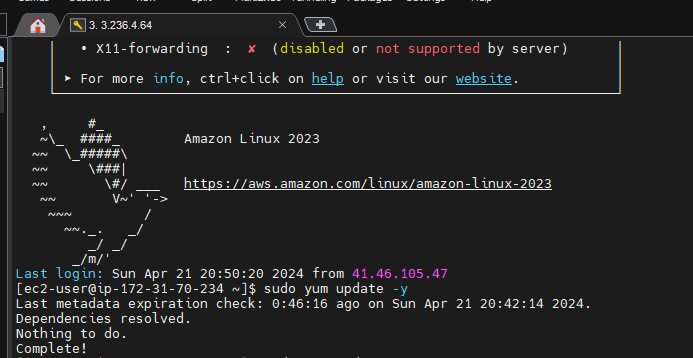 3. 3.236.4.64
• X11-forwarding  :  ✘  (disabled or not supported by server)
➤ For more info, ctrl+click on help or visit our website.
   ,     #_
   ~\_  ####_        Amazon Linux 2023
  ~~  \_#####\
  ~~     \###|
  ~~       \#/ ___   https://aws.amazon.com/linux/amazon-linux-2023
   ~~       V~' '->
    ~~~         /
      ~~._.   _/
         _/ _/
       _/m/'
Last login: Sun Apr 21 20:50:20 2024 from 41.46.105.47
[ec2-user@ip-172-31-70-234 ~]$ sudo yum update -y
Last metadata expiration check: 0:46:16 ago on Sun Apr 21 20:42:14 2024.
Dependencies resolved.
Nothing to do.
Complete!